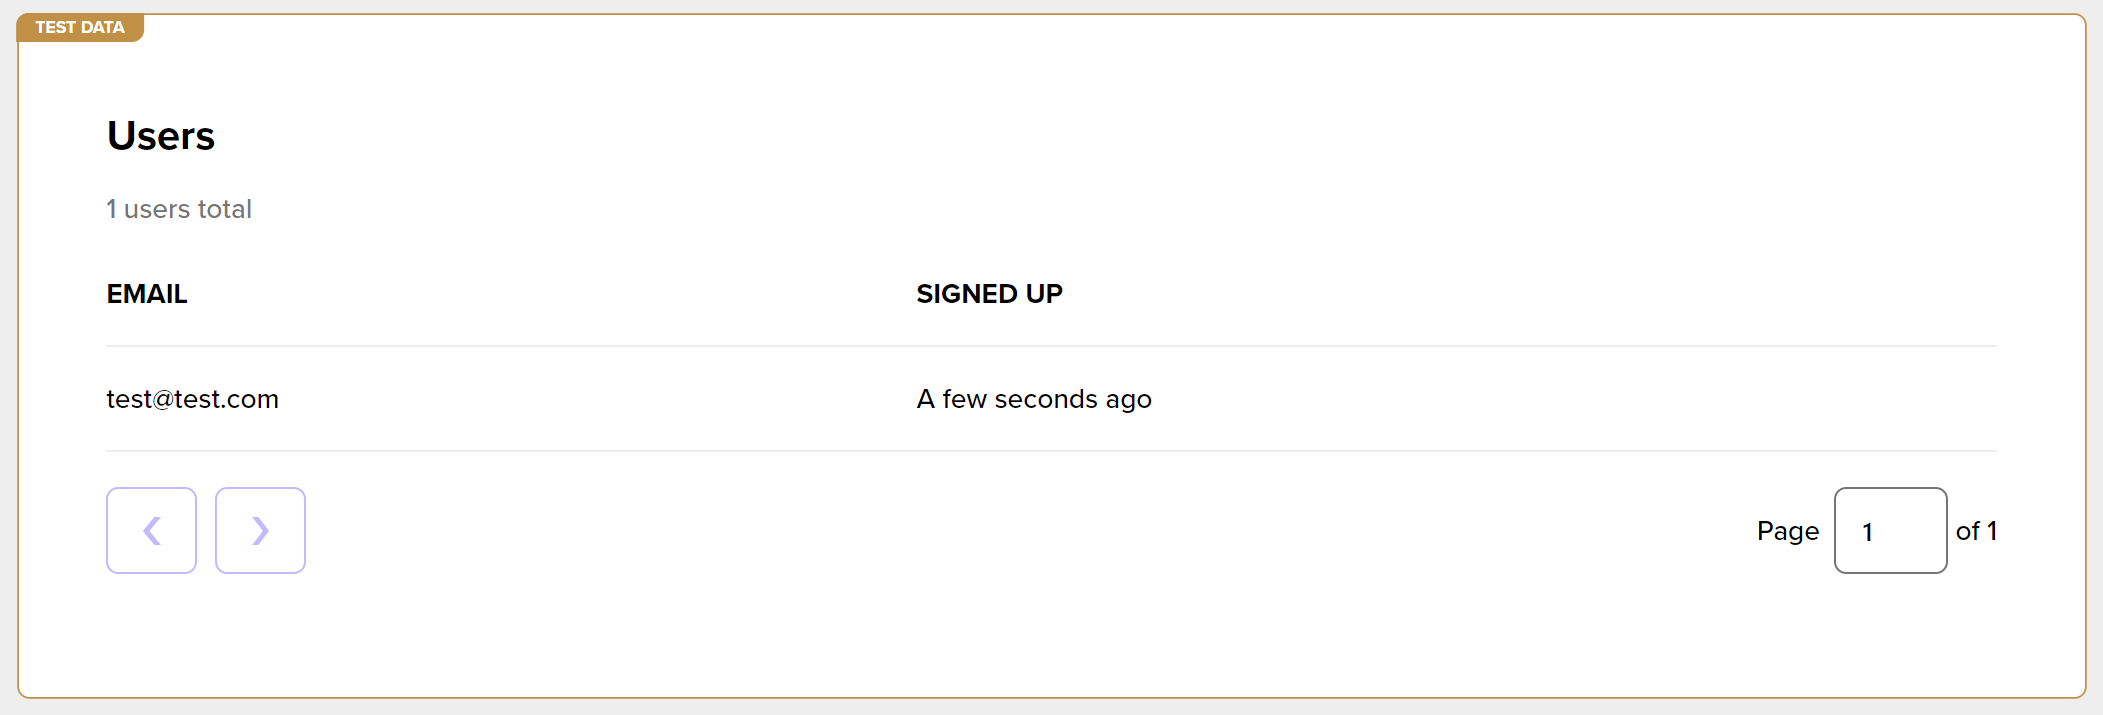 TEST DATA
Users
1 users total
EMAIL SIGNED UP
test@test.com A few seconds ago
Page 1 of 1